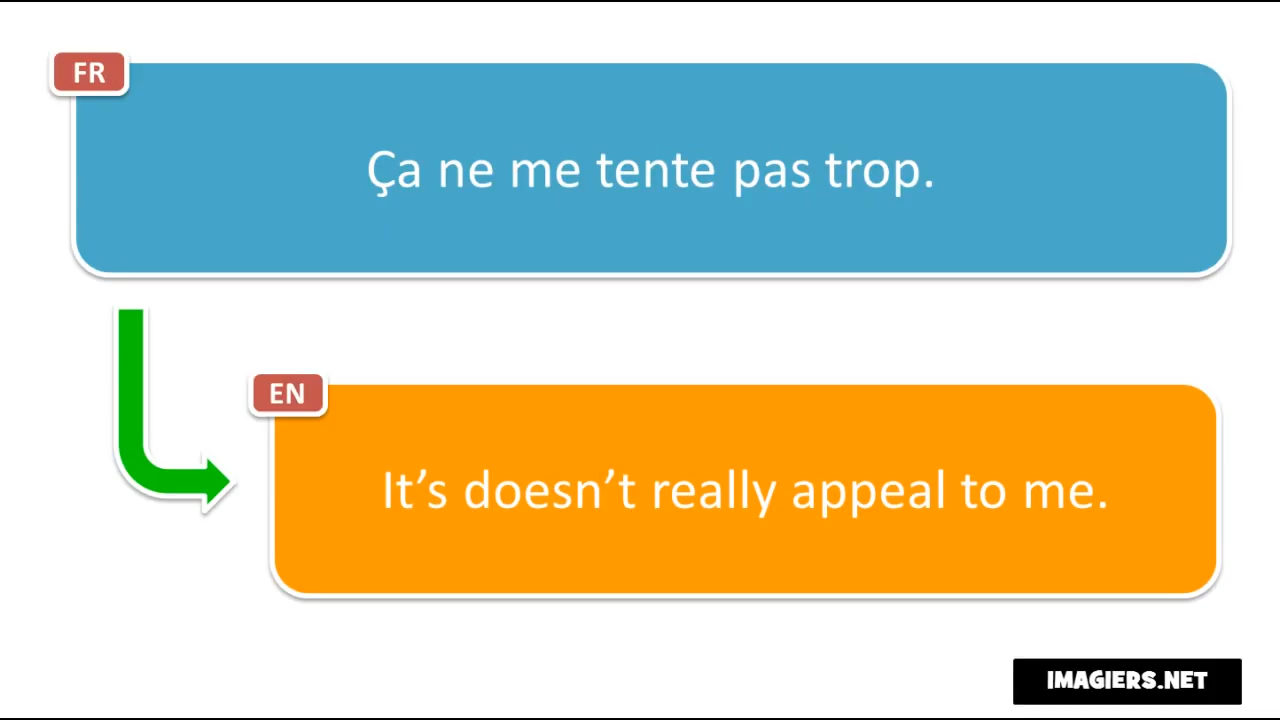 FR
Ça ne me tente pas trop.
EN
It’s doesn’t really appeal to me.
IMAGIERS.NET